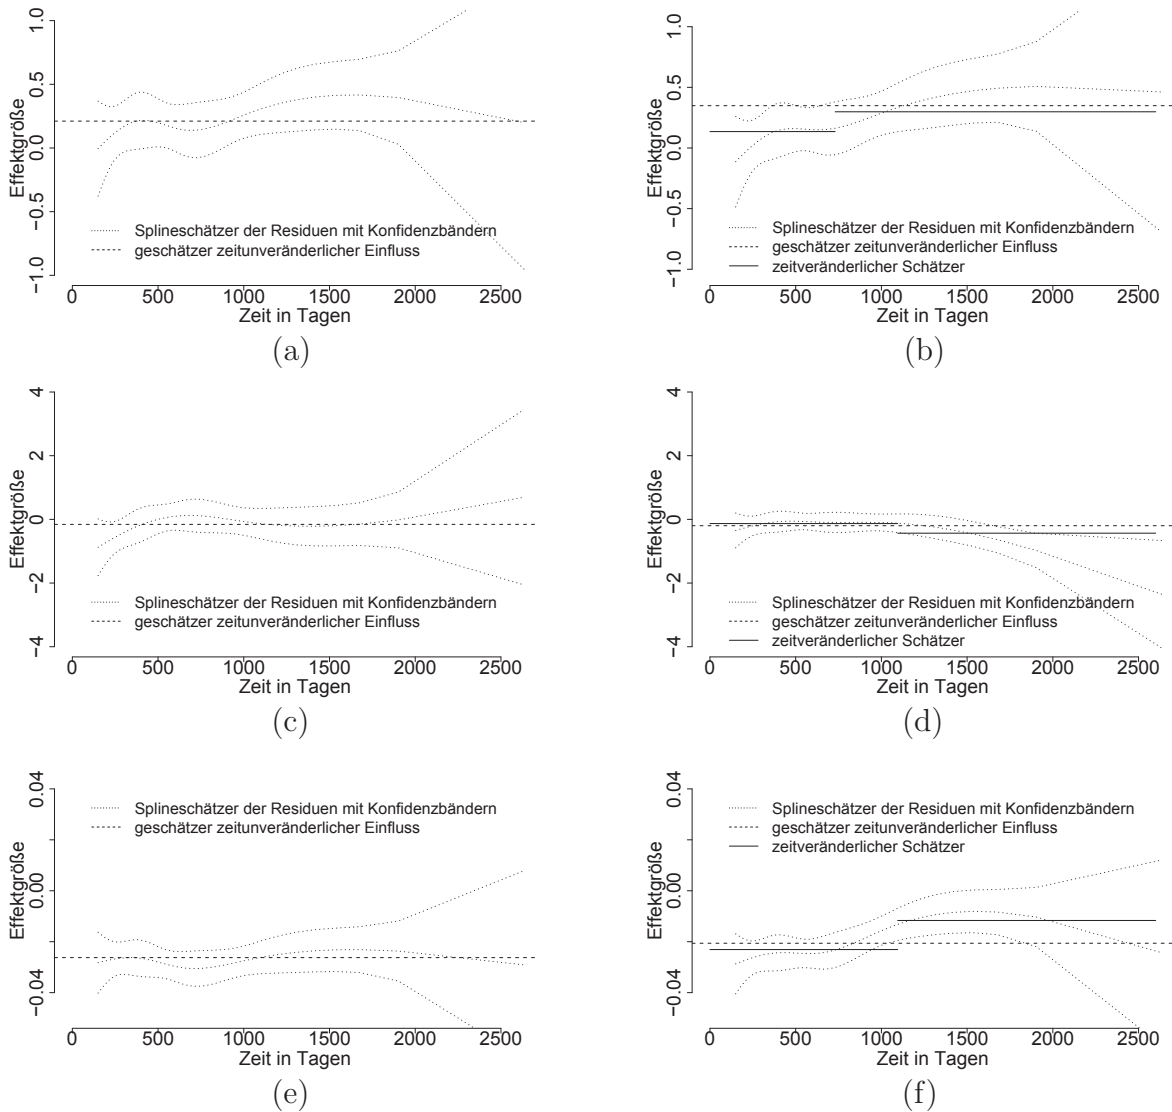 1.0
0.5
0.0
−0.5
−1.0
Effektgröße
Splineschätzer der Residuen mit Konfidenzbändern
geschätzer zeitunveränderlicher Einfluss
0 500 1000 1500 2000 2500
Zeit in Tagen
(a)
1.0
0.5
0.0
−0.5
−1.0
Effektgröße
Splineschätzer der Residuen mit Konfidenzbändern
geschätzer zeitunveränderlicher Einfluss
zeitveränderlicher Schätzer
0 500 1000 1500 2000 2500
Zeit in Tagen
(b)
4
2
0
−2
−4
Effektgröße
Splineschätzer der Residuen mit Konfidenzbändern
geschätzer zeitunveränderlicher Einfluss
0 500 1000 1500 2000 2500
Zeit in Tagen
(c)
4
2
0
−2
−4
Effektgröße
Splineschätzer der Residuen mit Konfidenzbändern
geschätzer zeitunveränderlicher Einfluss
zeitveränderlicher Schätzer
0 500 1000 1500 2000 2500
Zeit in Tagen
(d)
0.04
0.00
−0.04
Effektgröße
Splineschätzer der Residuen mit Konfidenzbändern
geschätzer zeitunveränderlicher Einfluss
0 500 1000 1500 2000 2500
Zeit in Tagen
(e)
0.04
0.00
−0.04
Effektgröße
Splineschätzer der Residuen mit Konfidenzbändern
geschätzer zeitunveränderlicher Einfluss
zeitveränderlicher Schätzer
0 500 1000 1500 2000 2500
Zeit in Tagen
(f)